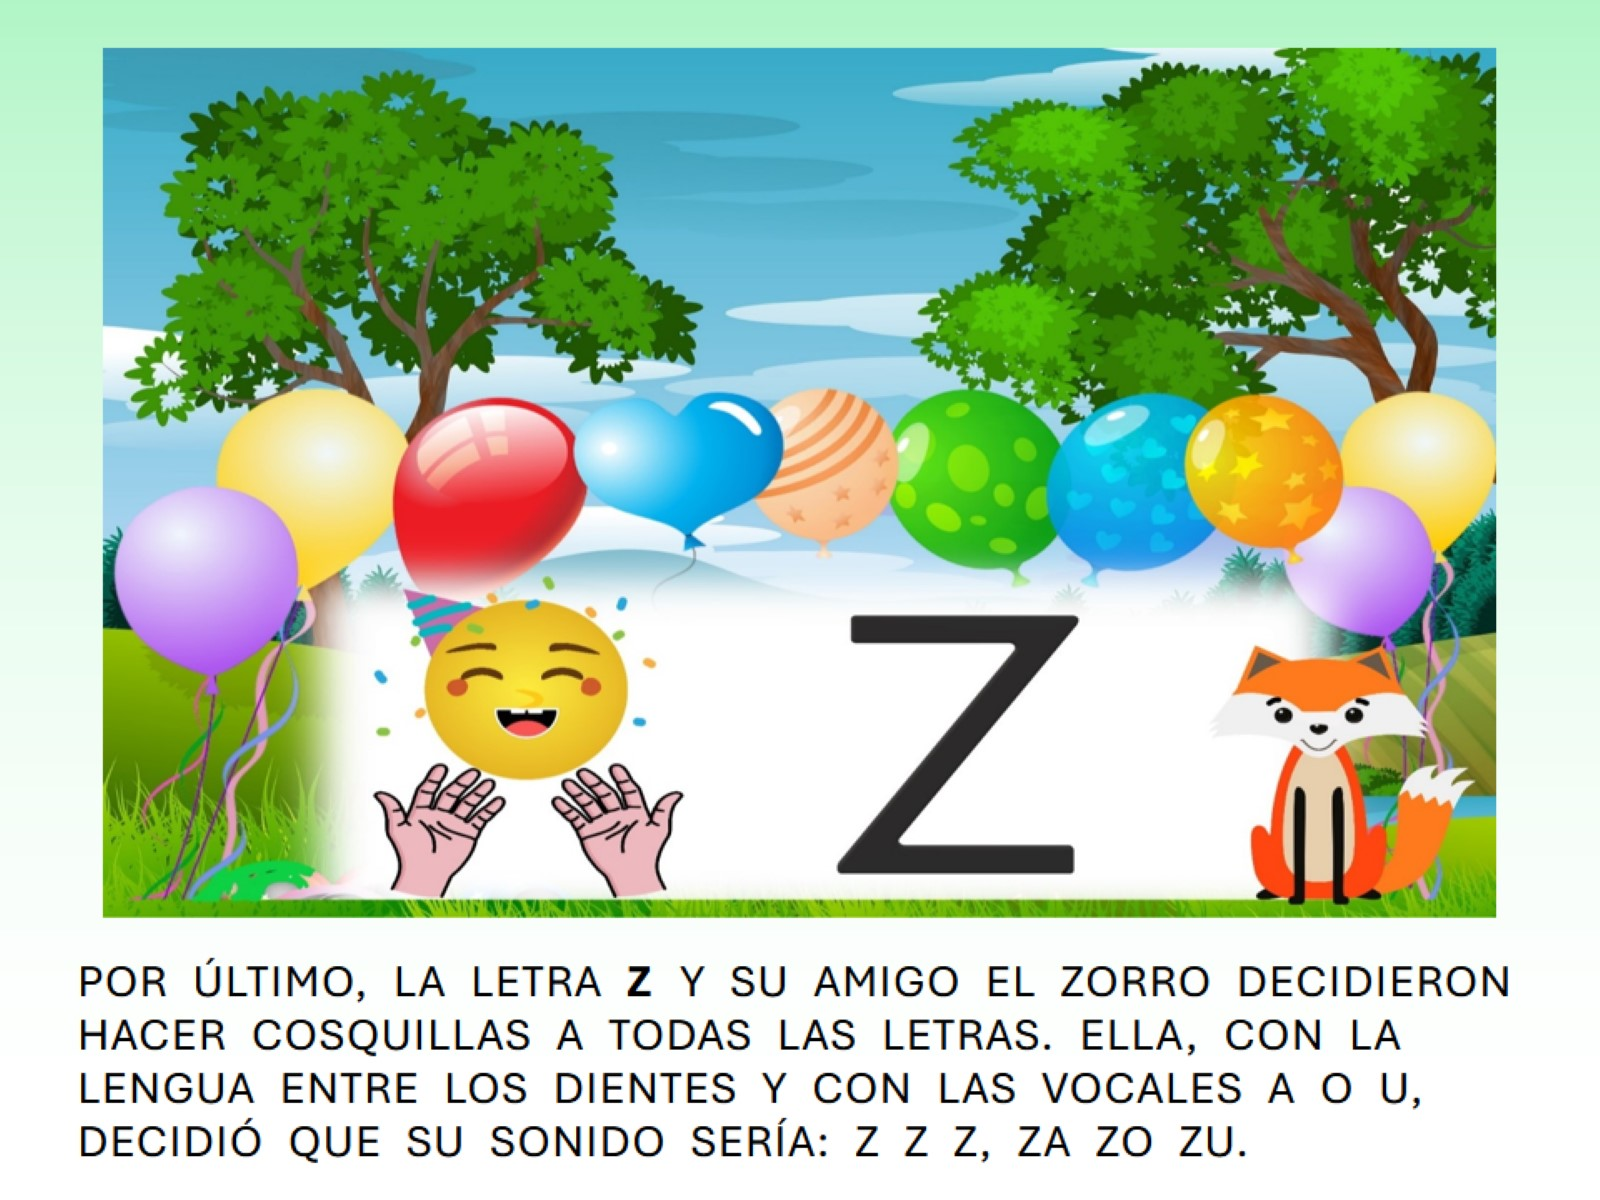 Z
POR ÚLTIMO, LA LETRA Z Y SU AMIGO EL ZORRO DECIDIERON
HACER COSQUILLAS A TODAS LAS LETRAS. ELLA, CON LA
LENGUA ENTRE LOS DIENTES Y CON LAS VOCALES A O U,
DECIDIÓ QUE SU SONIDO SERÍA: Z Z Z, ZA ZO ZU.